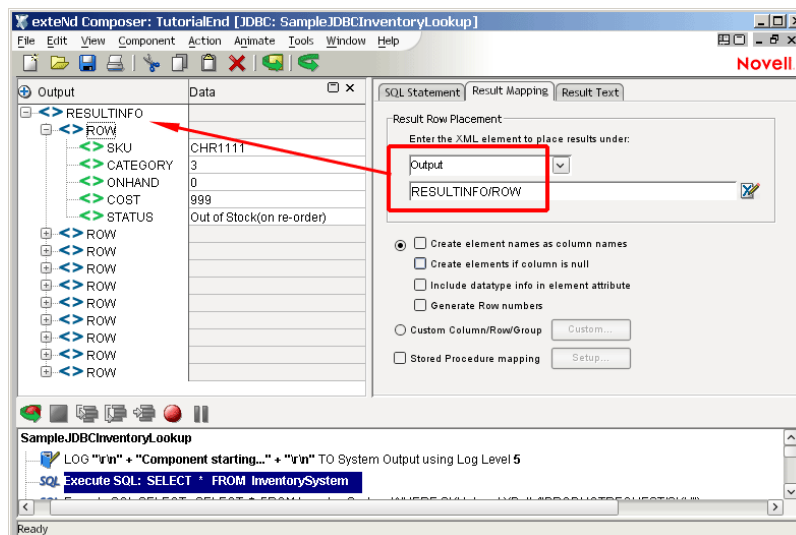 exteNd Composer: TutorialEnd [JDBC: SampleJDBCInventoryLookup]
File Edit View Component Action Animate Tools Window Help
Novell
Output Data
RESULTINFO
ROW
SKU CHR1111
CATEGORY 3
ONHAND 0
COST 999
STATUS Out of Stock(on re-order)
ROW
ROW
ROW
ROW
ROW
ROW
ROW
ROW
ROW
SQL Statement Result Mapping Result Text
Result Row Placement
Enter the XML element to place results under:
Output
RESULTINFO/ROW
Create element names as column names
Create elements if column is null
Include datatype info in element attribute
Generate Row numbers
Custom Column/Row/Group Custom...
Stored Procedure mapping Setup...
SampleJDBCInventoryLookup
LOG "\r\n" + "Component starting..." + "\r\n" TO System Output using Log Level 5
SQL Execute SQL: SELECT * FROM InventorySystem
Ready